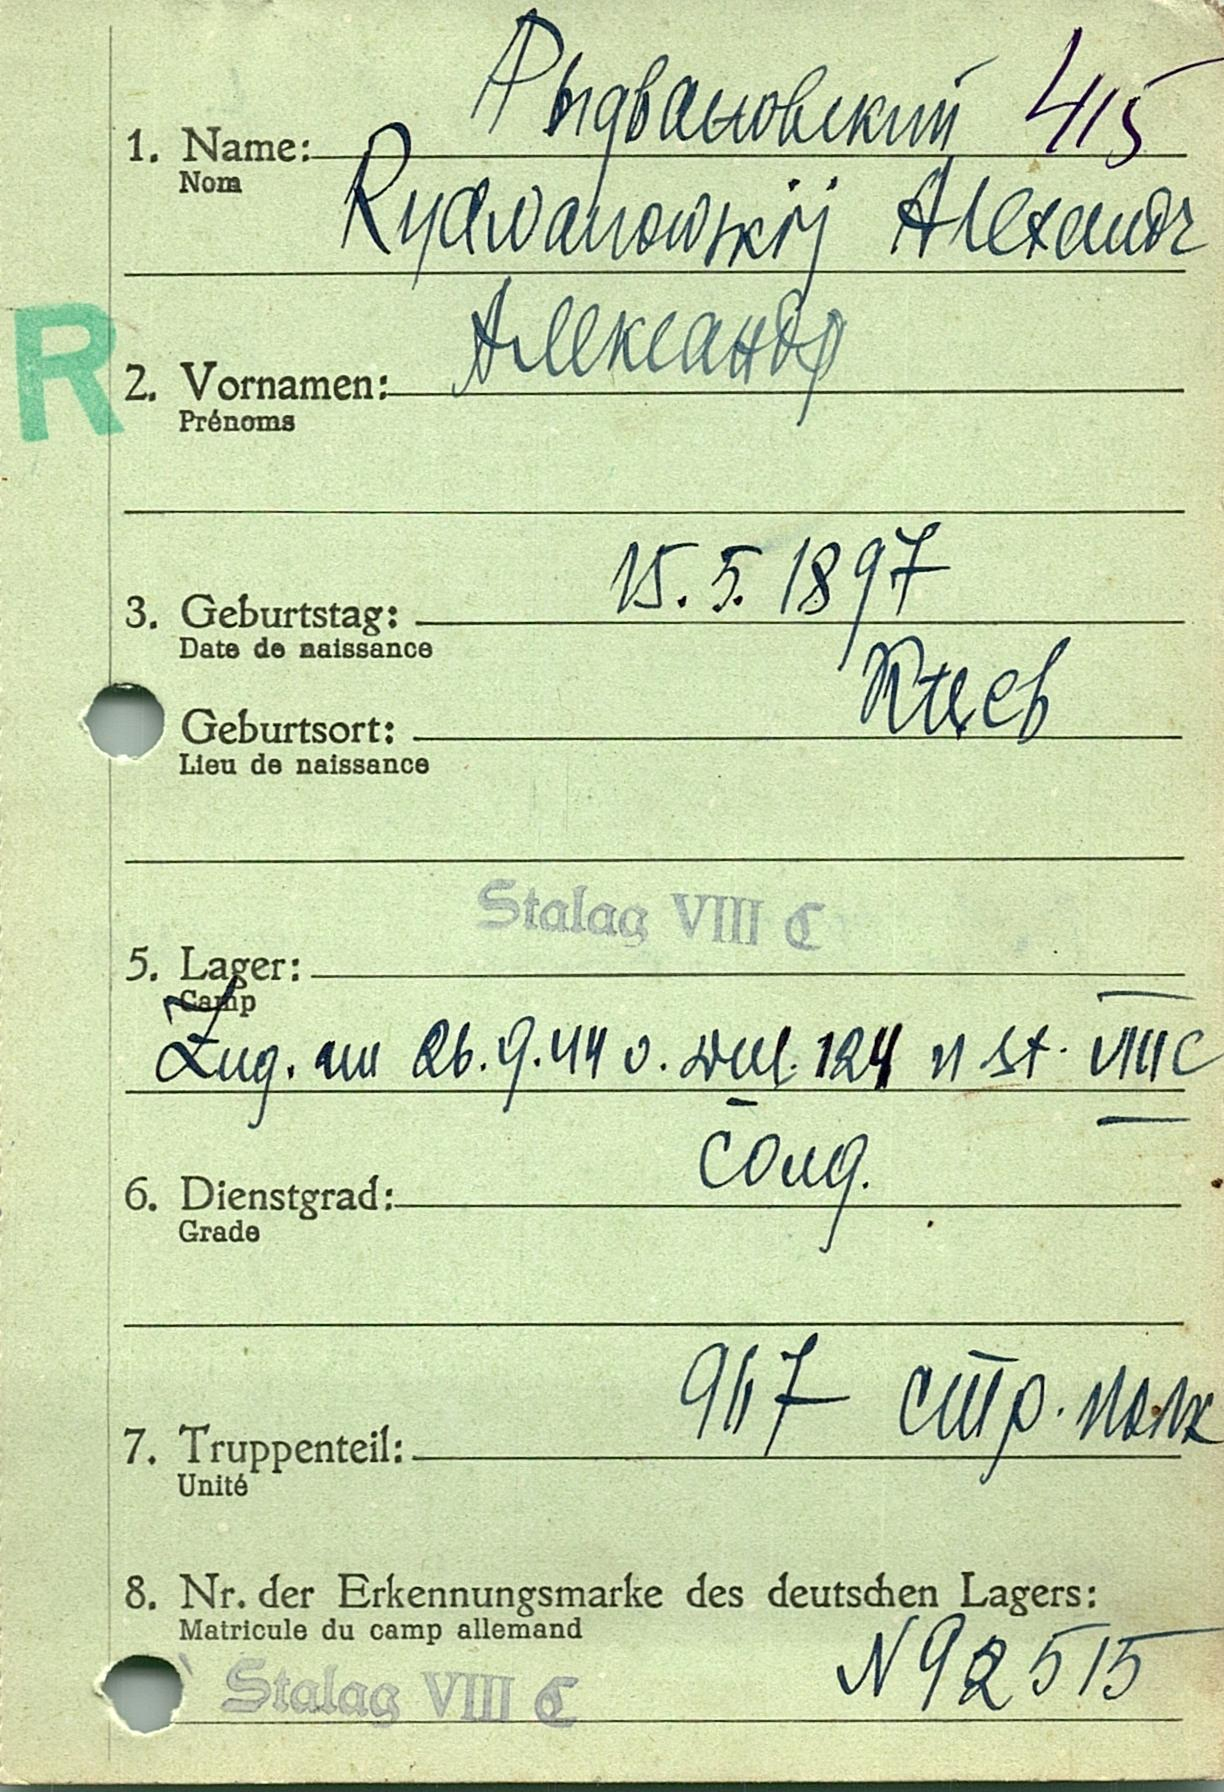 Рыдвановский 415
1. Name:
Nom
Rydwanowskij Alexandr
R
Александр
2. Vornamen:
Prénoms
15. 5. 1897
3. Geburtstag:
Date de naissance
Киев
Geburtsort:
Lieu de naissance
Stalag VIII C
5. Lager:
Camp
Zug. am 26.9.44 v. Dul. 124 n St. VIII C
солд.
6. Dienstgrad:
Grade
967 стр. полк
7. Truppenteil:
Unité
8. Nr. der Erkennungsmarke des deutschen Lagers:
Matricule du camp allemand
N 92515
Stalag VIII C